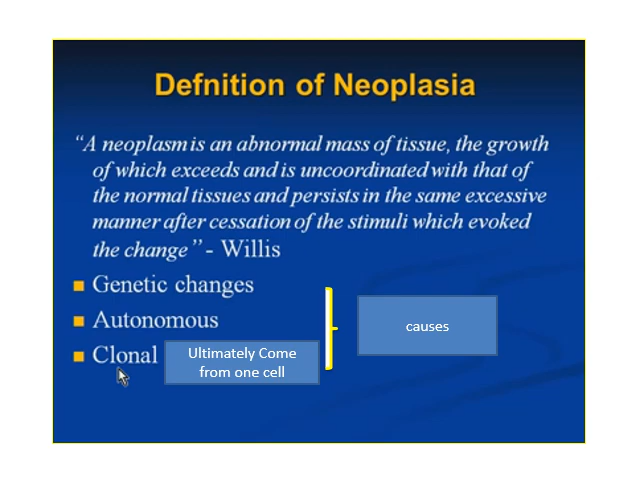 Defnition of Neoplasia
“A neoplasm is an abnormal mass of tissue, the growth
of which exceeds and is uncoordinated with that of
the normal tissues and persists in the same excessive
manner after cessation of the stimuli which evoked
the change” - Willis
Genetic changes
Autonomous
Clonal
Ultimately Come
from one cell
causes